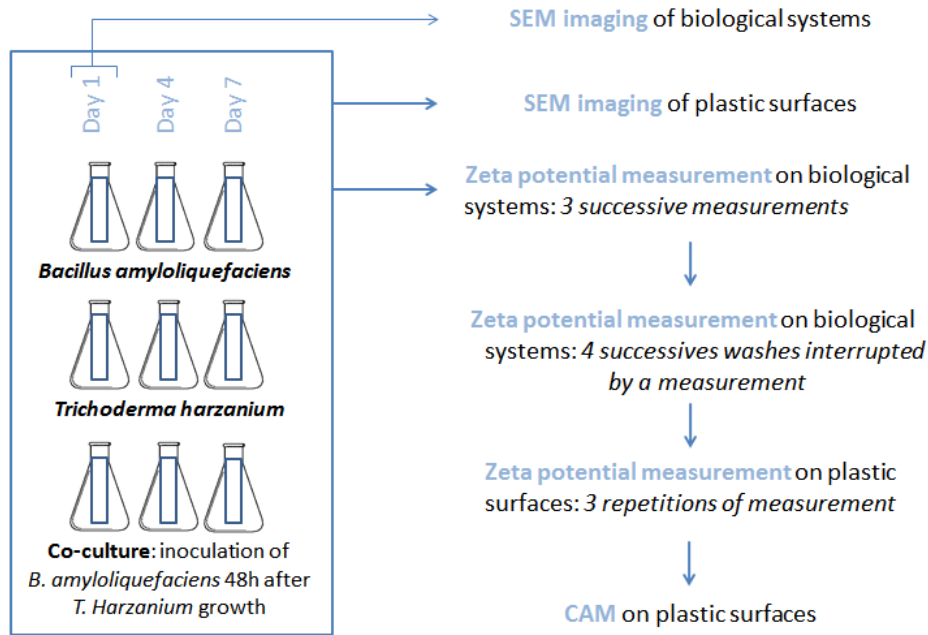 Day 1
Day 4
Day 7
Bacillus amyloliquefaciens
Trichoderma harzanium
Co-culture: inoculation of
B. amyloliquefaciens 48h after
T. Harzanium growth
SEM imaging of biological systems
SEM imaging of plastic surfaces
Zeta potential measurement on biological
systems: 3 successive measurements
Zeta potential measurement on biological
systems: 4 successives washes interrupted
by a measurement
Zeta potential measurement on plastic
surfaces: 3 repetitions of measurement
CAM on plastic surfaces